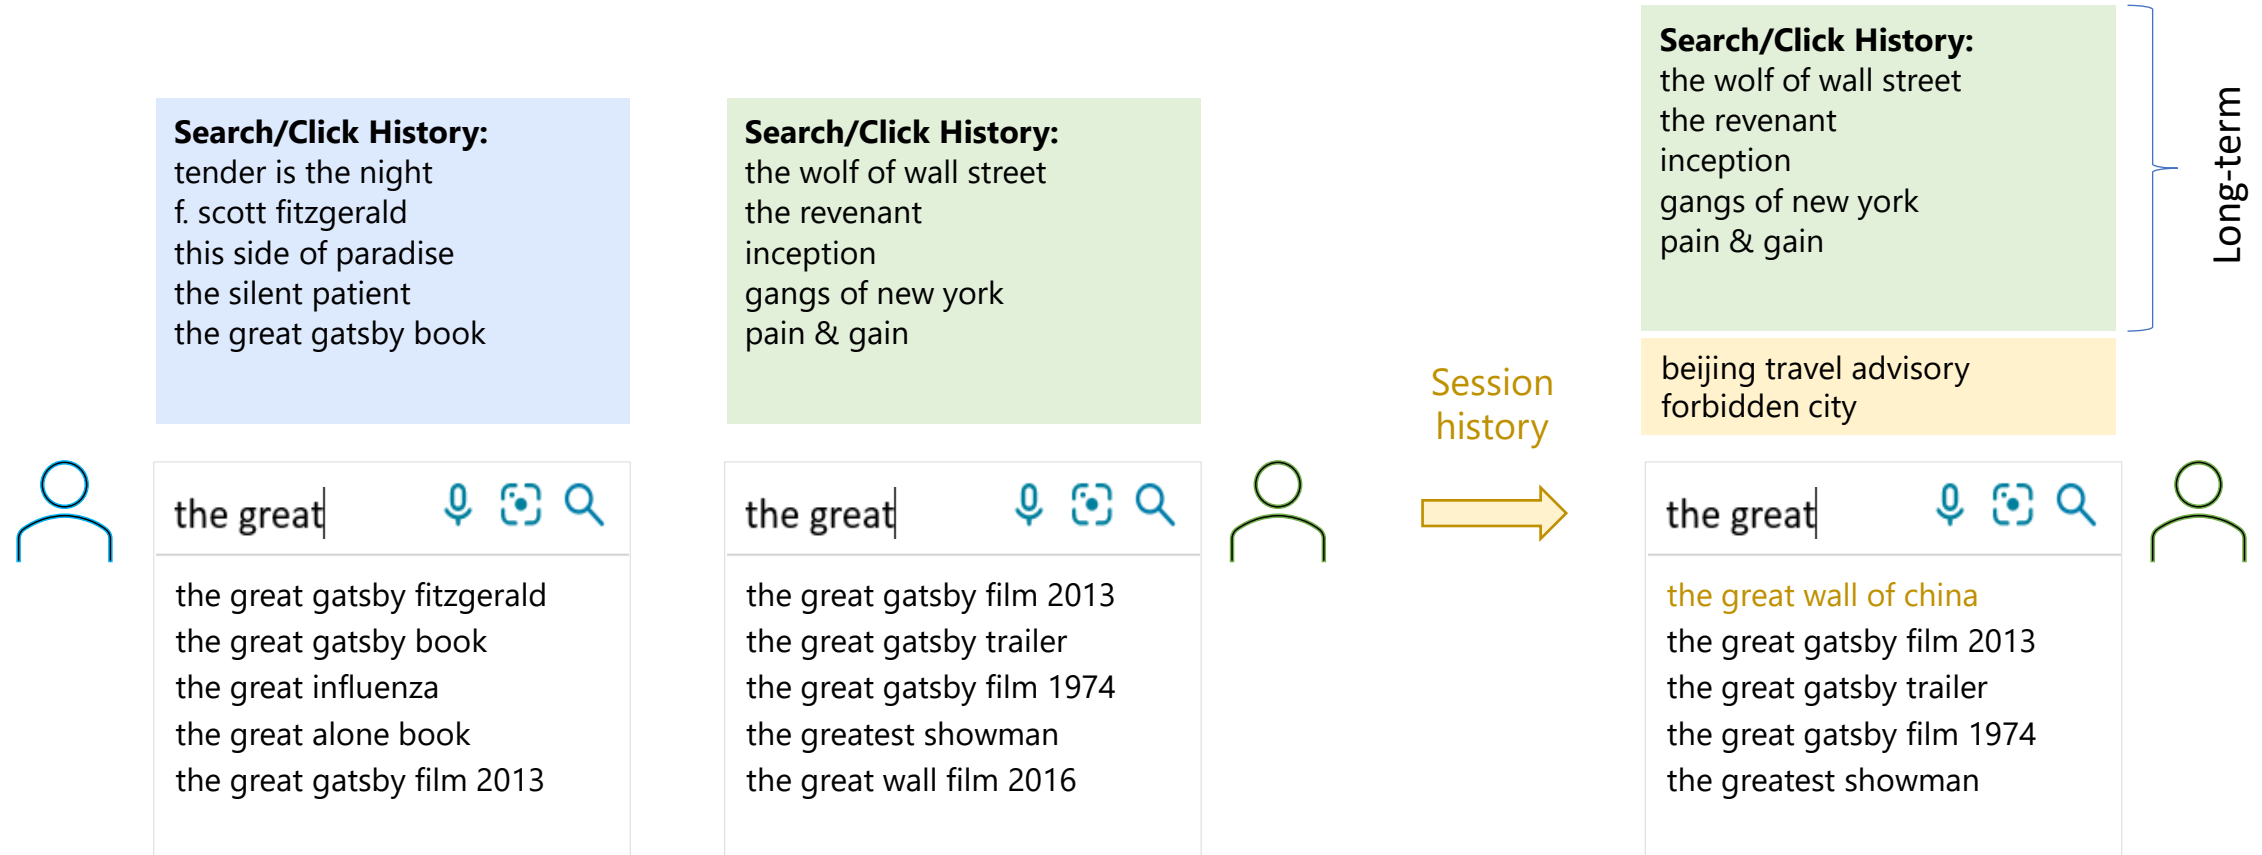 Search/Click History:
tender is the night
f. scott fitzgerald
this side of paradise
the silent patient
the great gatsby book
the great
the great gatsby fitzgerald
the great gatsby book
the great influenza
the great alone book
the great gatsby film 2013
Search/Click History:
the wolf of wall street
the revenant
inception
gangs of new york
pain & gain
the great
the great gatsby film 2013
the great gatsby trailer
the great gatsby film 1974
the greatest showman
the great wall film 2016
Session
history
Search/Click History:
the wolf of wall street
the revenant
inception
gangs of new york
pain & gain
Long-term
beijing travel advisory
forbidden city
the great
the great wall of china
the great gatsby film 2013
the great gatsby trailer
the great gatsby film 1974
the greatest showman